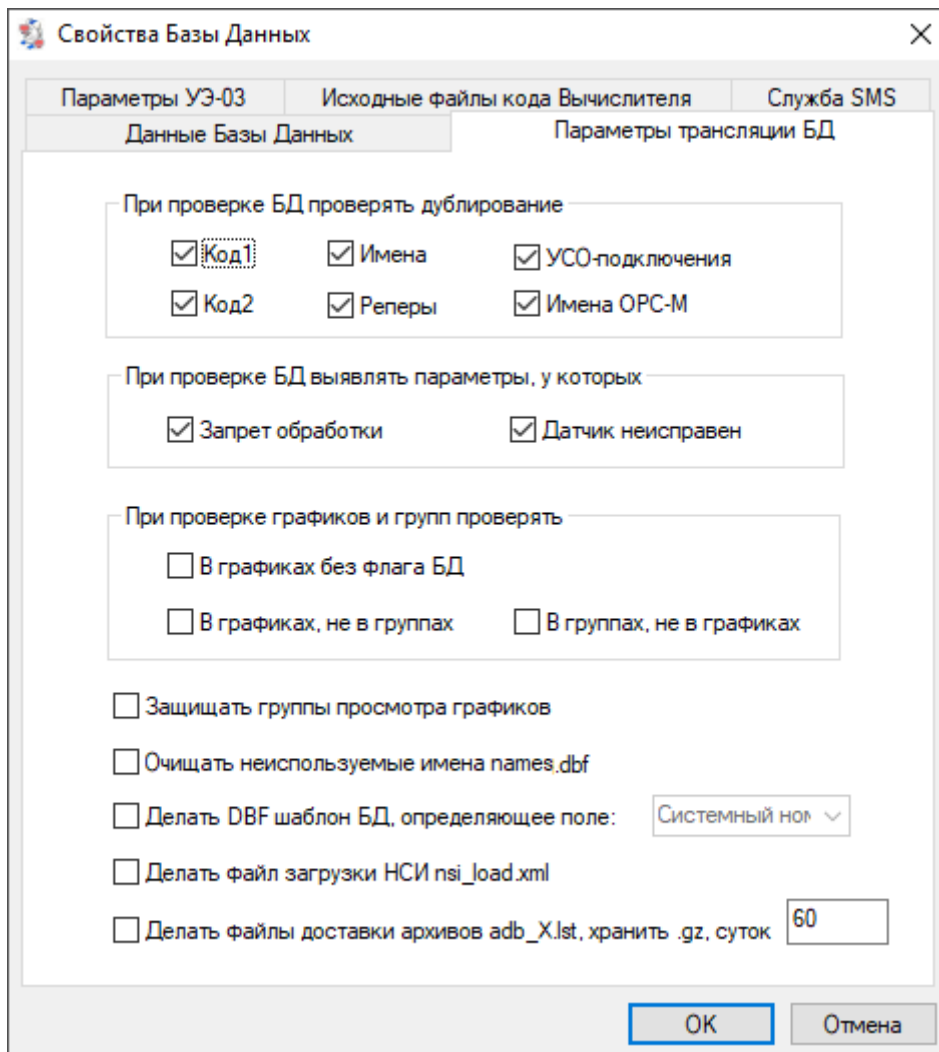 Свойства Базы Данных
Параметры УЭ-03 Исходные файлы кода Вычислителя Служба SMS
Данные Базы Данных Параметры трансляции БД
При проверке БД проверять дублирование
Код1 Имена УСО-подключения
Код2 Реперы Имена ОРС-М
При проверке БД выявлять параметры, у которых
Запрет обработки Датчик неисправен
При проверке графиков и групп проверять
В графиках без флага БД
В графиках, не в группах В группах, не в графиках
Защищать группы просмотра графиков
Очищать неиспользуемые имена names.dbf
Делать DBF шаблон БД, определяющее поле: Системный ном
Делать файл загрузки НСИ nsi_load.xml
Делать файлы доставки архивов adb_X.lst, хранить .gz, суток 60
OK Отмена